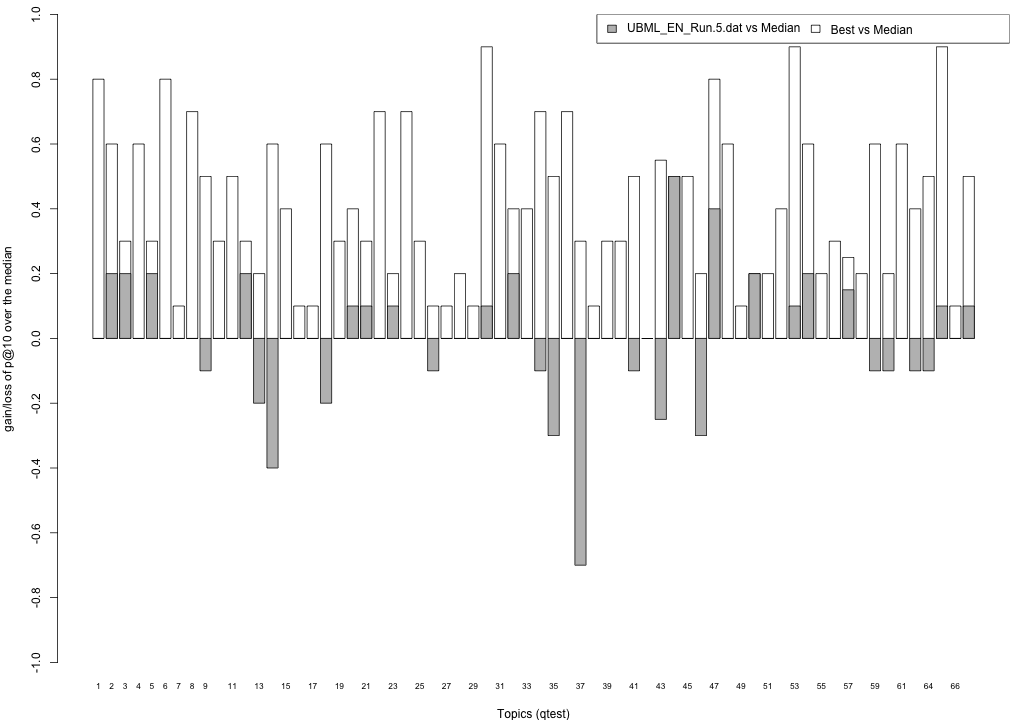 UBML_EN_Run.5.dat vs Median Best vs Median
gain/loss of p@10 over the median
1.0
0.8
0.6
0.4
0.2
0.0
-0.2
-0.4
-0.6
-0.8
-1.0
1 2 3 4 5 6 7 8 9 11 13 15 17 19 21 23 25 27 29 31 33 35 37 39 41 43 45 47 49 51 53 55 57 59 61 64 66
Topics (qtest)